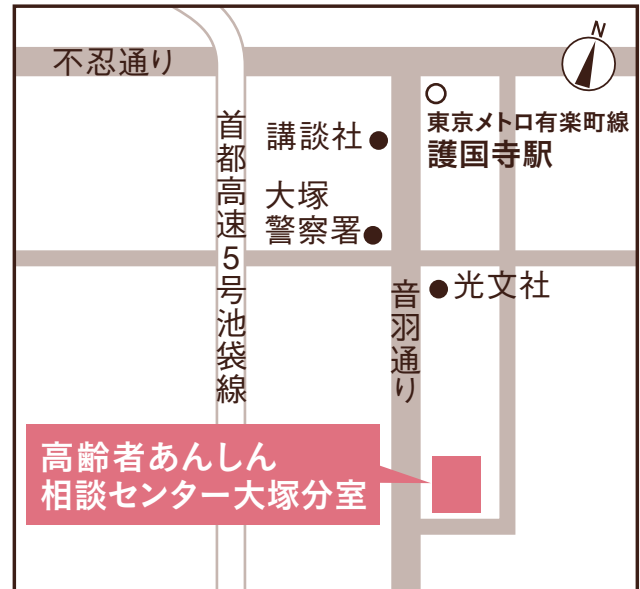 N
不忍通り
東京メトロ有楽町線
護国寺駅
首都高速5号池袋線
講談社
大塚
警察署
光文社
音羽通り
高齢者あんしん
相談センター大塚分室